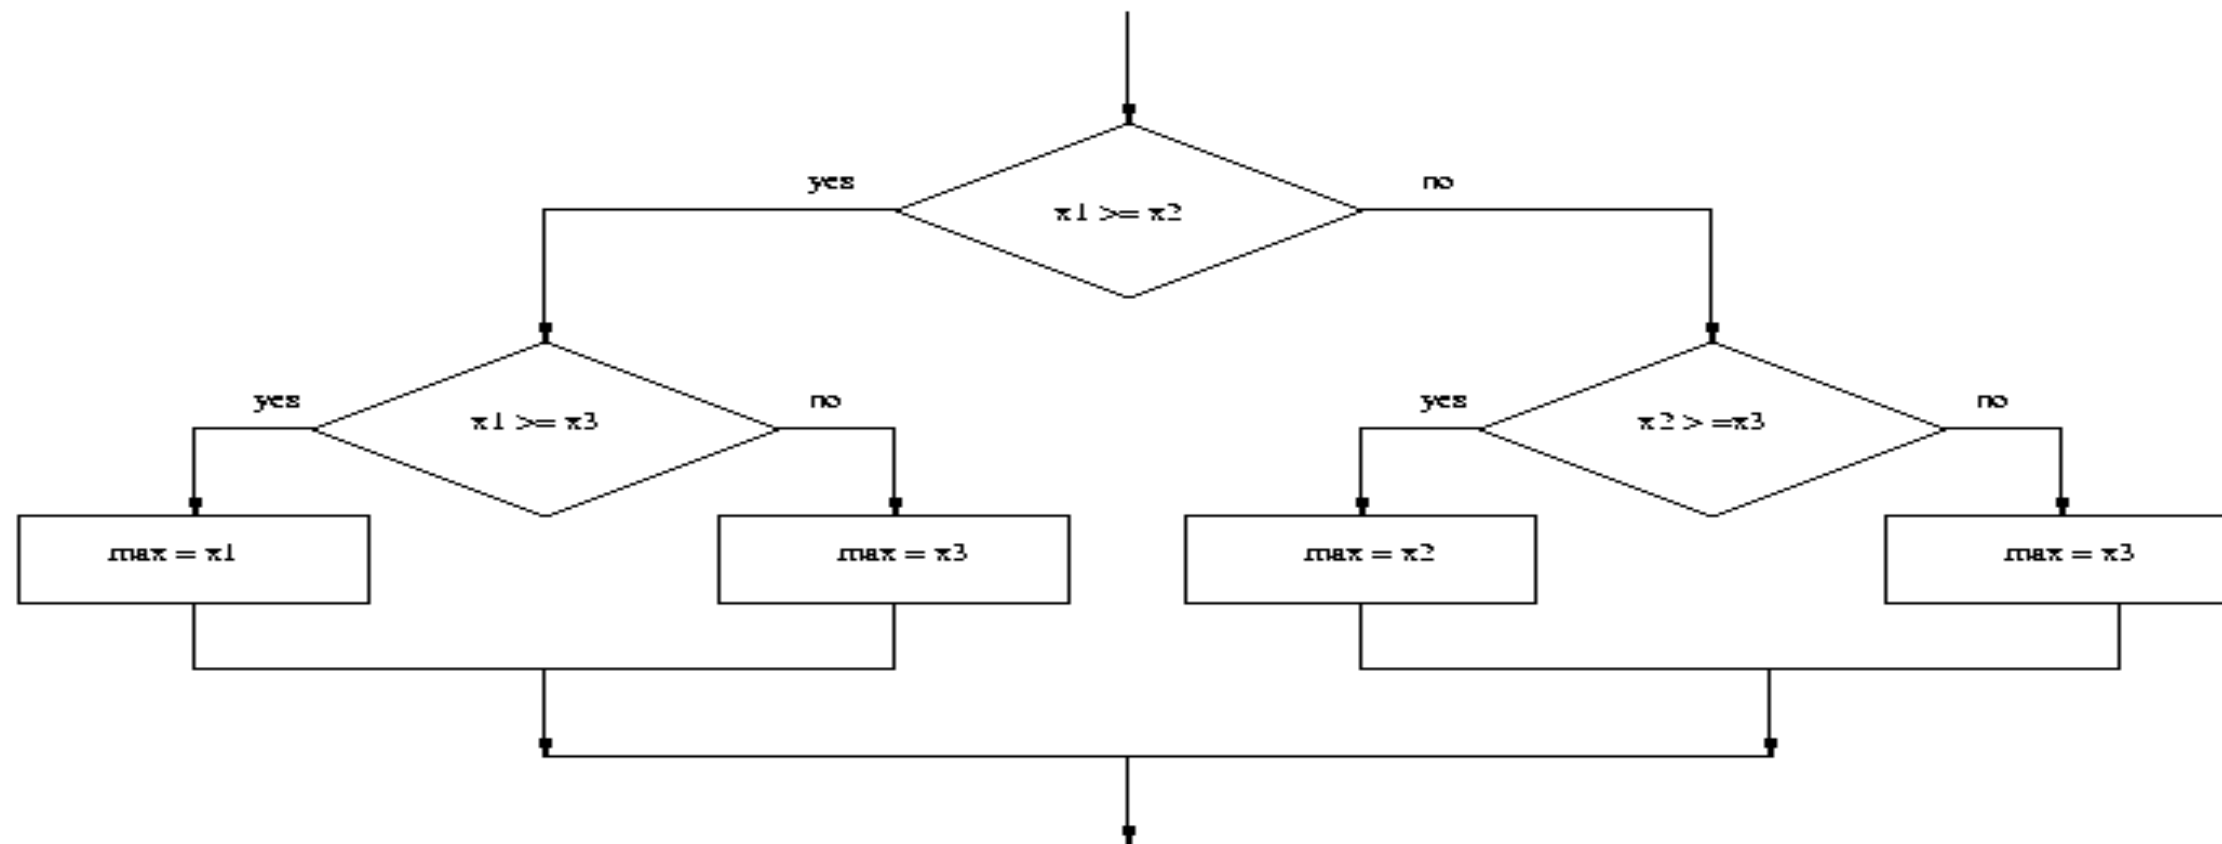 yes
no
x1 >= x2
yes
no
yes
no
x1 >= x3
x2 > =x3
max = x1
max = x3
max = x2
max = x3